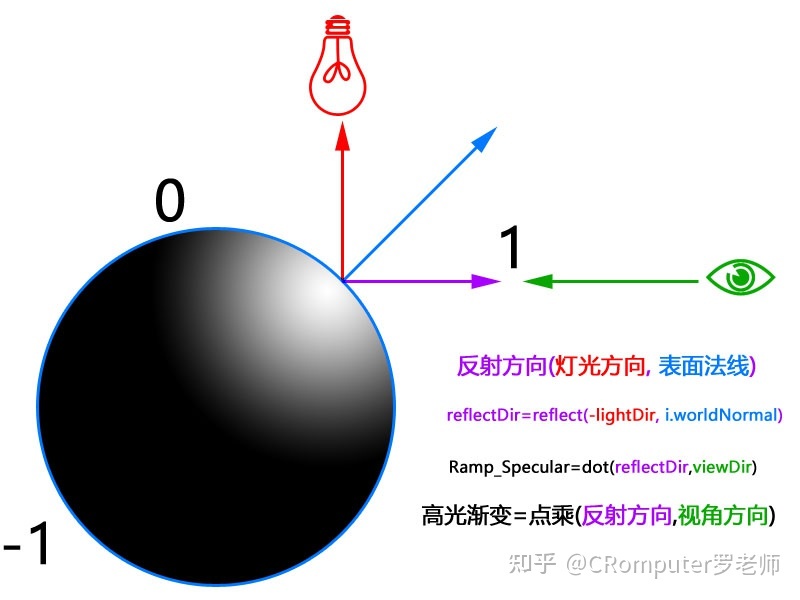 0
1
反射方向(灯光方向, 表面法线)
reflectDir=reflect(-lightDir, i.worldNormal)
Ramp_Specular=dot(reflectDir,viewDir)
高光渐变=点乘(反射方向,视角方向)
-1
知乎 @CRomputer罗老师